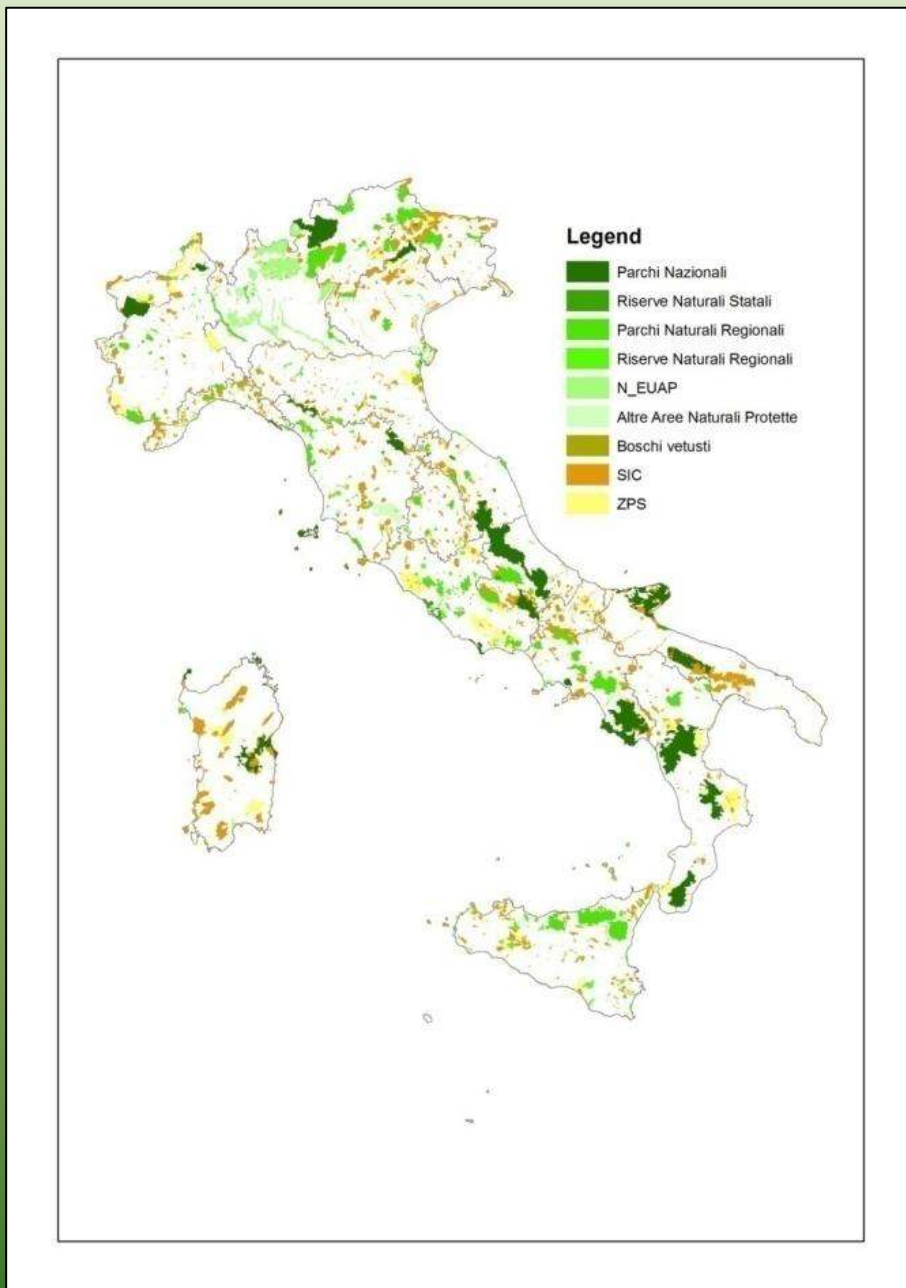 Legend
Parchi Nazionali
Riserve Naturali Statali
Parchi Naturali Regionali
Riserve Naturali Regionali
N_EUAP
Altre Aree Naturali Protette
Boschi vetusti
SIC
ZPS